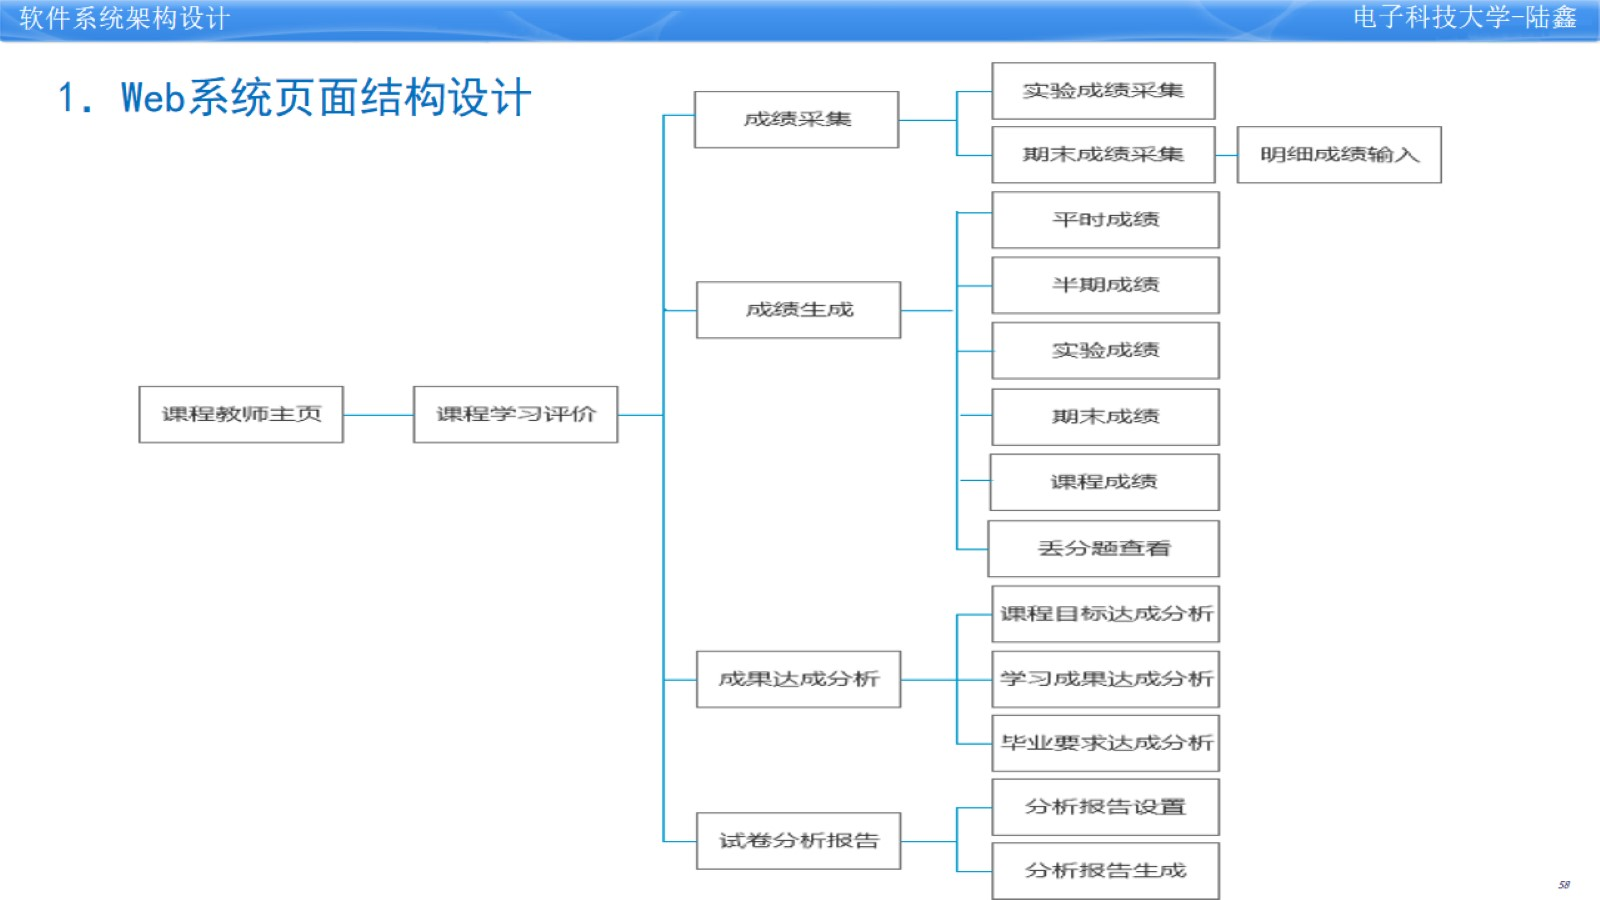 软件系统架构设计
电子科技大学-陆鑫
1. Web系统页面结构设计
课程教师主页
课程学习评价
成绩采集
实验成绩采集
期末成绩采集
明细成绩输入
成绩生成
平时成绩
半期成绩
实验成绩
期末成绩
课程成绩
丢分题查看
成果达成分析
课程目标达成分析
学习成果达成分析
毕业要求达成分析
试卷分析报告
分析报告设置
分析报告生成
58